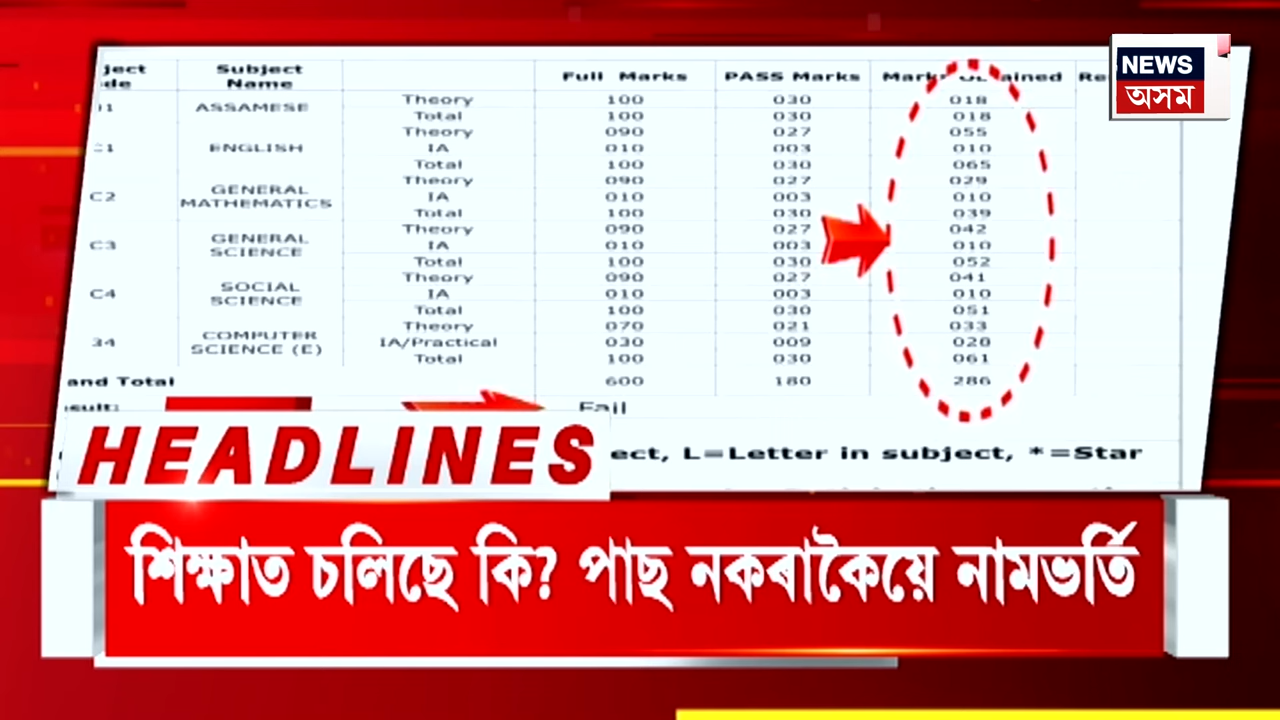 NEWS
অসম
ject Subject Full Marks PASS Marks Marks Obtained Re
de Name
01 ASSAMESE Theory 100 030 018
Total 100 030 018
C1 ENGLISH Theory 090 027 055
IA 010 003 010
Total 100 030 065
C2 GENERAL MATHEMATICS Theory 090 027 029
IA 010 003 010
Total 100 030 039
C3 GENERAL SCIENCE Theory 090 027 042
IA 010 003 010
Total 100 030 052
C4 SOCIAL SCIENCE Theory 090 027 041
IA 010 003 010
Total 100 030 051
34 COMPUTER SCIENCE (E) Theory 070 021 033
IA/Practical 030 009 028
Total 100 030 061
and Total 600 180 286
sult: Fail
ect, L=Letter in subject, *=Star
HEADLINES
শিক্ষাত চলিছে কি? পাছ নকৰাকৈয়ে নামভৰ্তি